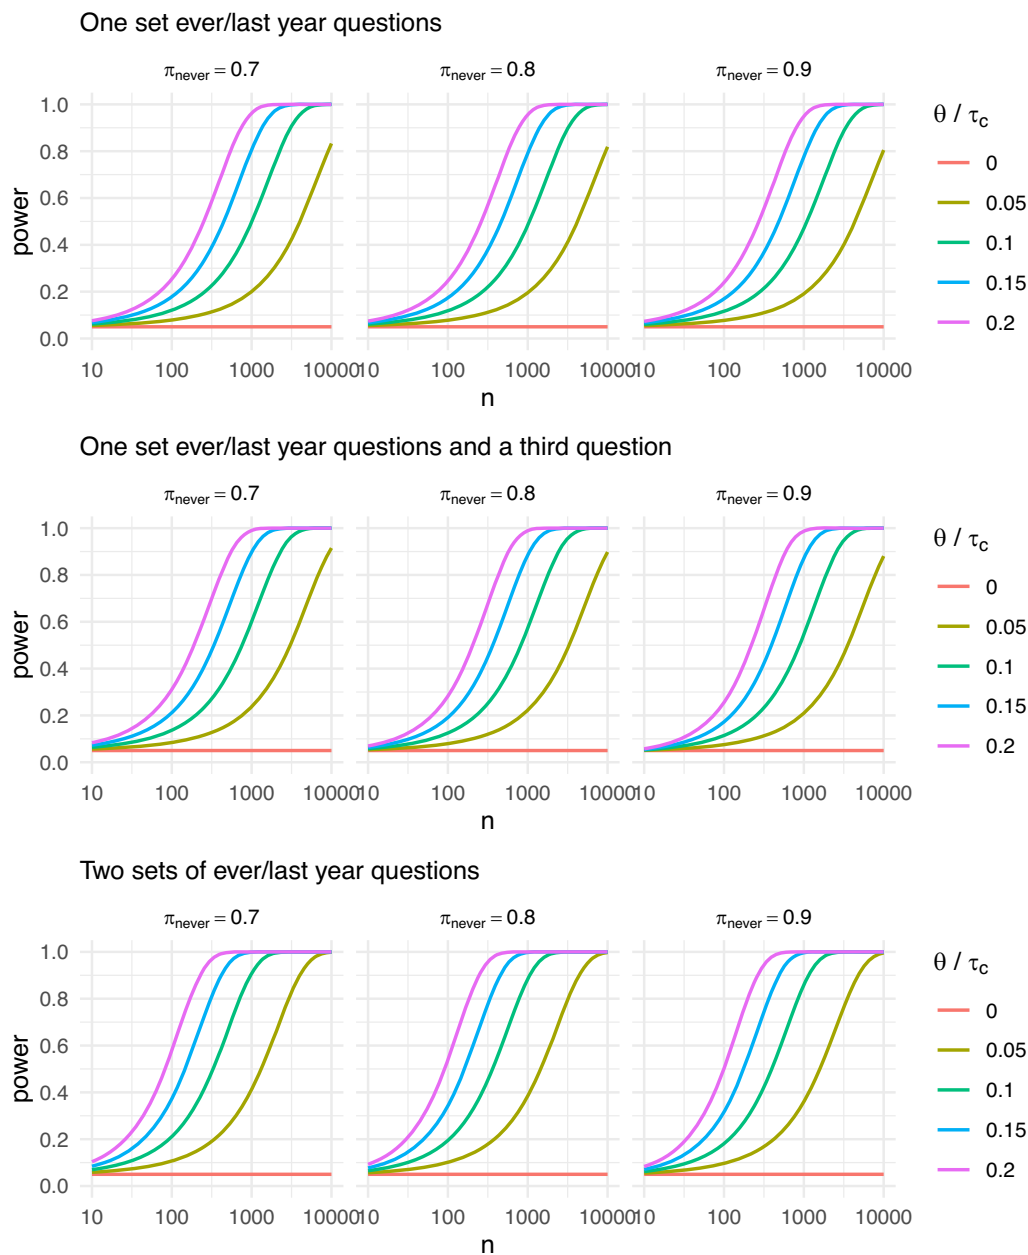 One set ever/last year questions
π_never = 0.7 π_never = 0.8 π_never = 0.9
θ / τ_c
1.0
0.8
0.6
0.4
0.2
0.0
power
0
0.05
0.1
0.15
0.2
10 100 1000 10000 10 100 1000 10000 10 100 1000 10000
n n n
One set ever/last year questions and a third question
π_never = 0.7 π_never = 0.8 π_never = 0.9
θ / τ_c
1.0
0.8
0.6
0.4
0.2
0.0
power
0
0.05
0.1
0.15
0.2
10 100 1000 10000 10 100 1000 10000 10 100 1000 10000
n n n
Two sets of ever/last year questions
π_never = 0.7 π_never = 0.8 π_never = 0.9
θ / τ_c
1.0
0.8
0.6
0.4
0.2
0.0
power
0
0.05
0.1
0.15
0.2
10 100 1000 10000 10 100 1000 10000 10 100 1000 10000
n n n